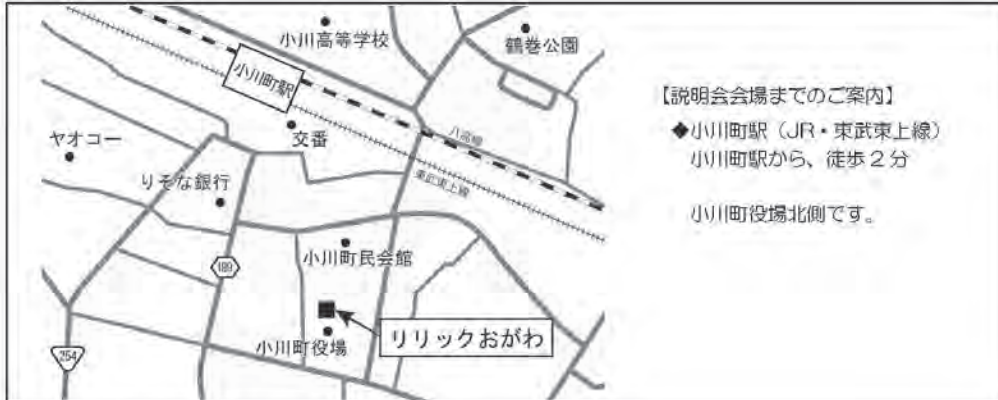 小川高等学校
鶴巻公園
小川町駅
ヤオコー
交番
八高線
東武東上線
りそな銀行
189
小川町民会館
リリックおがわ
小川町役場
254
【説明会会場までのご案内】
◆小川町駅（JR・東武東上線）
小川町駅から、徒歩２分
小川町役場北側です。